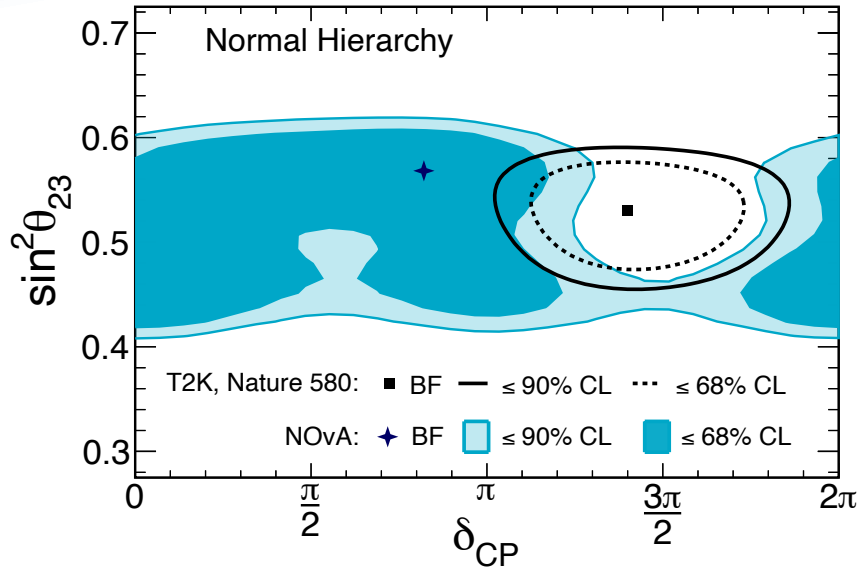 Normal Hierarchy
sin²θ₂₃
0.7
0.6
0.5
0.4
0.3
T2K, Nature 580: BF ≤ 90% CL ≤ 68% CL
NOvA: BF ≤ 90% CL ≤ 68% CL
0 π/2 π 3π/2 2π
δ_CP